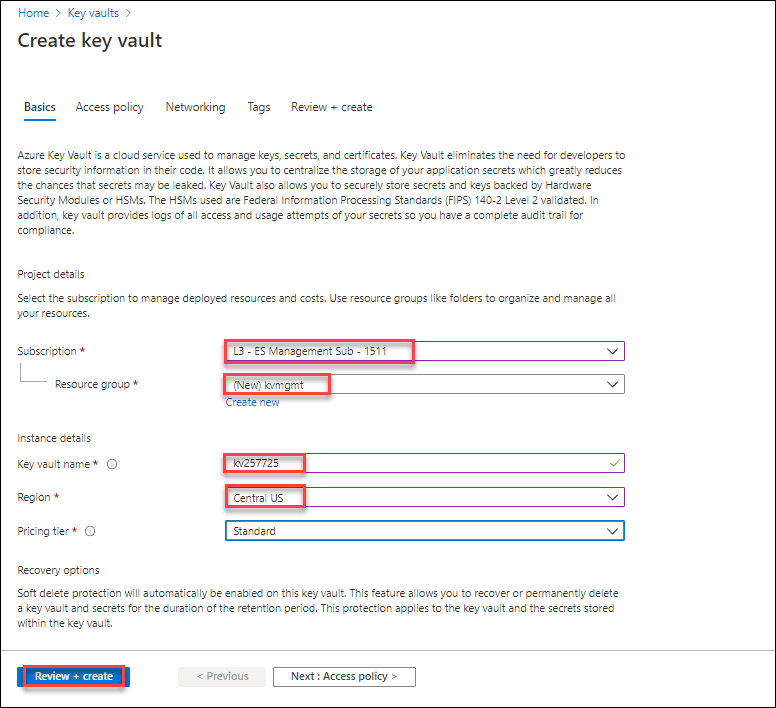 Home > Key vaults >
Create key vault
Basics Access policy Networking Tags Review + create
Azure Key Vault is a cloud service used to manage keys, secrets, and certificates. Key Vault eliminates the need for developers to
store security information in their code. It allows you to centralize the storage of your application secrets which greatly reduces
the chances that secrets may be leaked. Key Vault also allows you to securely store secrets and keys backed by Hardware
Security Modules or HSMs. The HSMs used are Federal Information Processing Standards (FIPS) 140-2 Level 2 validated. In
addition, key vault provides logs of all access and usage attempts of your secrets so you have a complete audit trail for
compliance.
Project details
Select the subscription to manage deployed resources and costs. Use resource groups like folders to organize and manage all
your resources.
Subscription * L3 - ES Management Sub - 1511
Resource group * (New) kvmgmt
Create new
Instance details
Key vault name * kv257725
Region * Central US
Pricing tier * Standard
Recovery options
Soft delete protection will automatically be enabled on this key vault. This feature allows you to recover or permanently delete
a key vault and secrets for the duration of the retention period. This protection applies to the key vault and the secrets stored
within the key vault.
Review + create < Previous Next : Access policy >